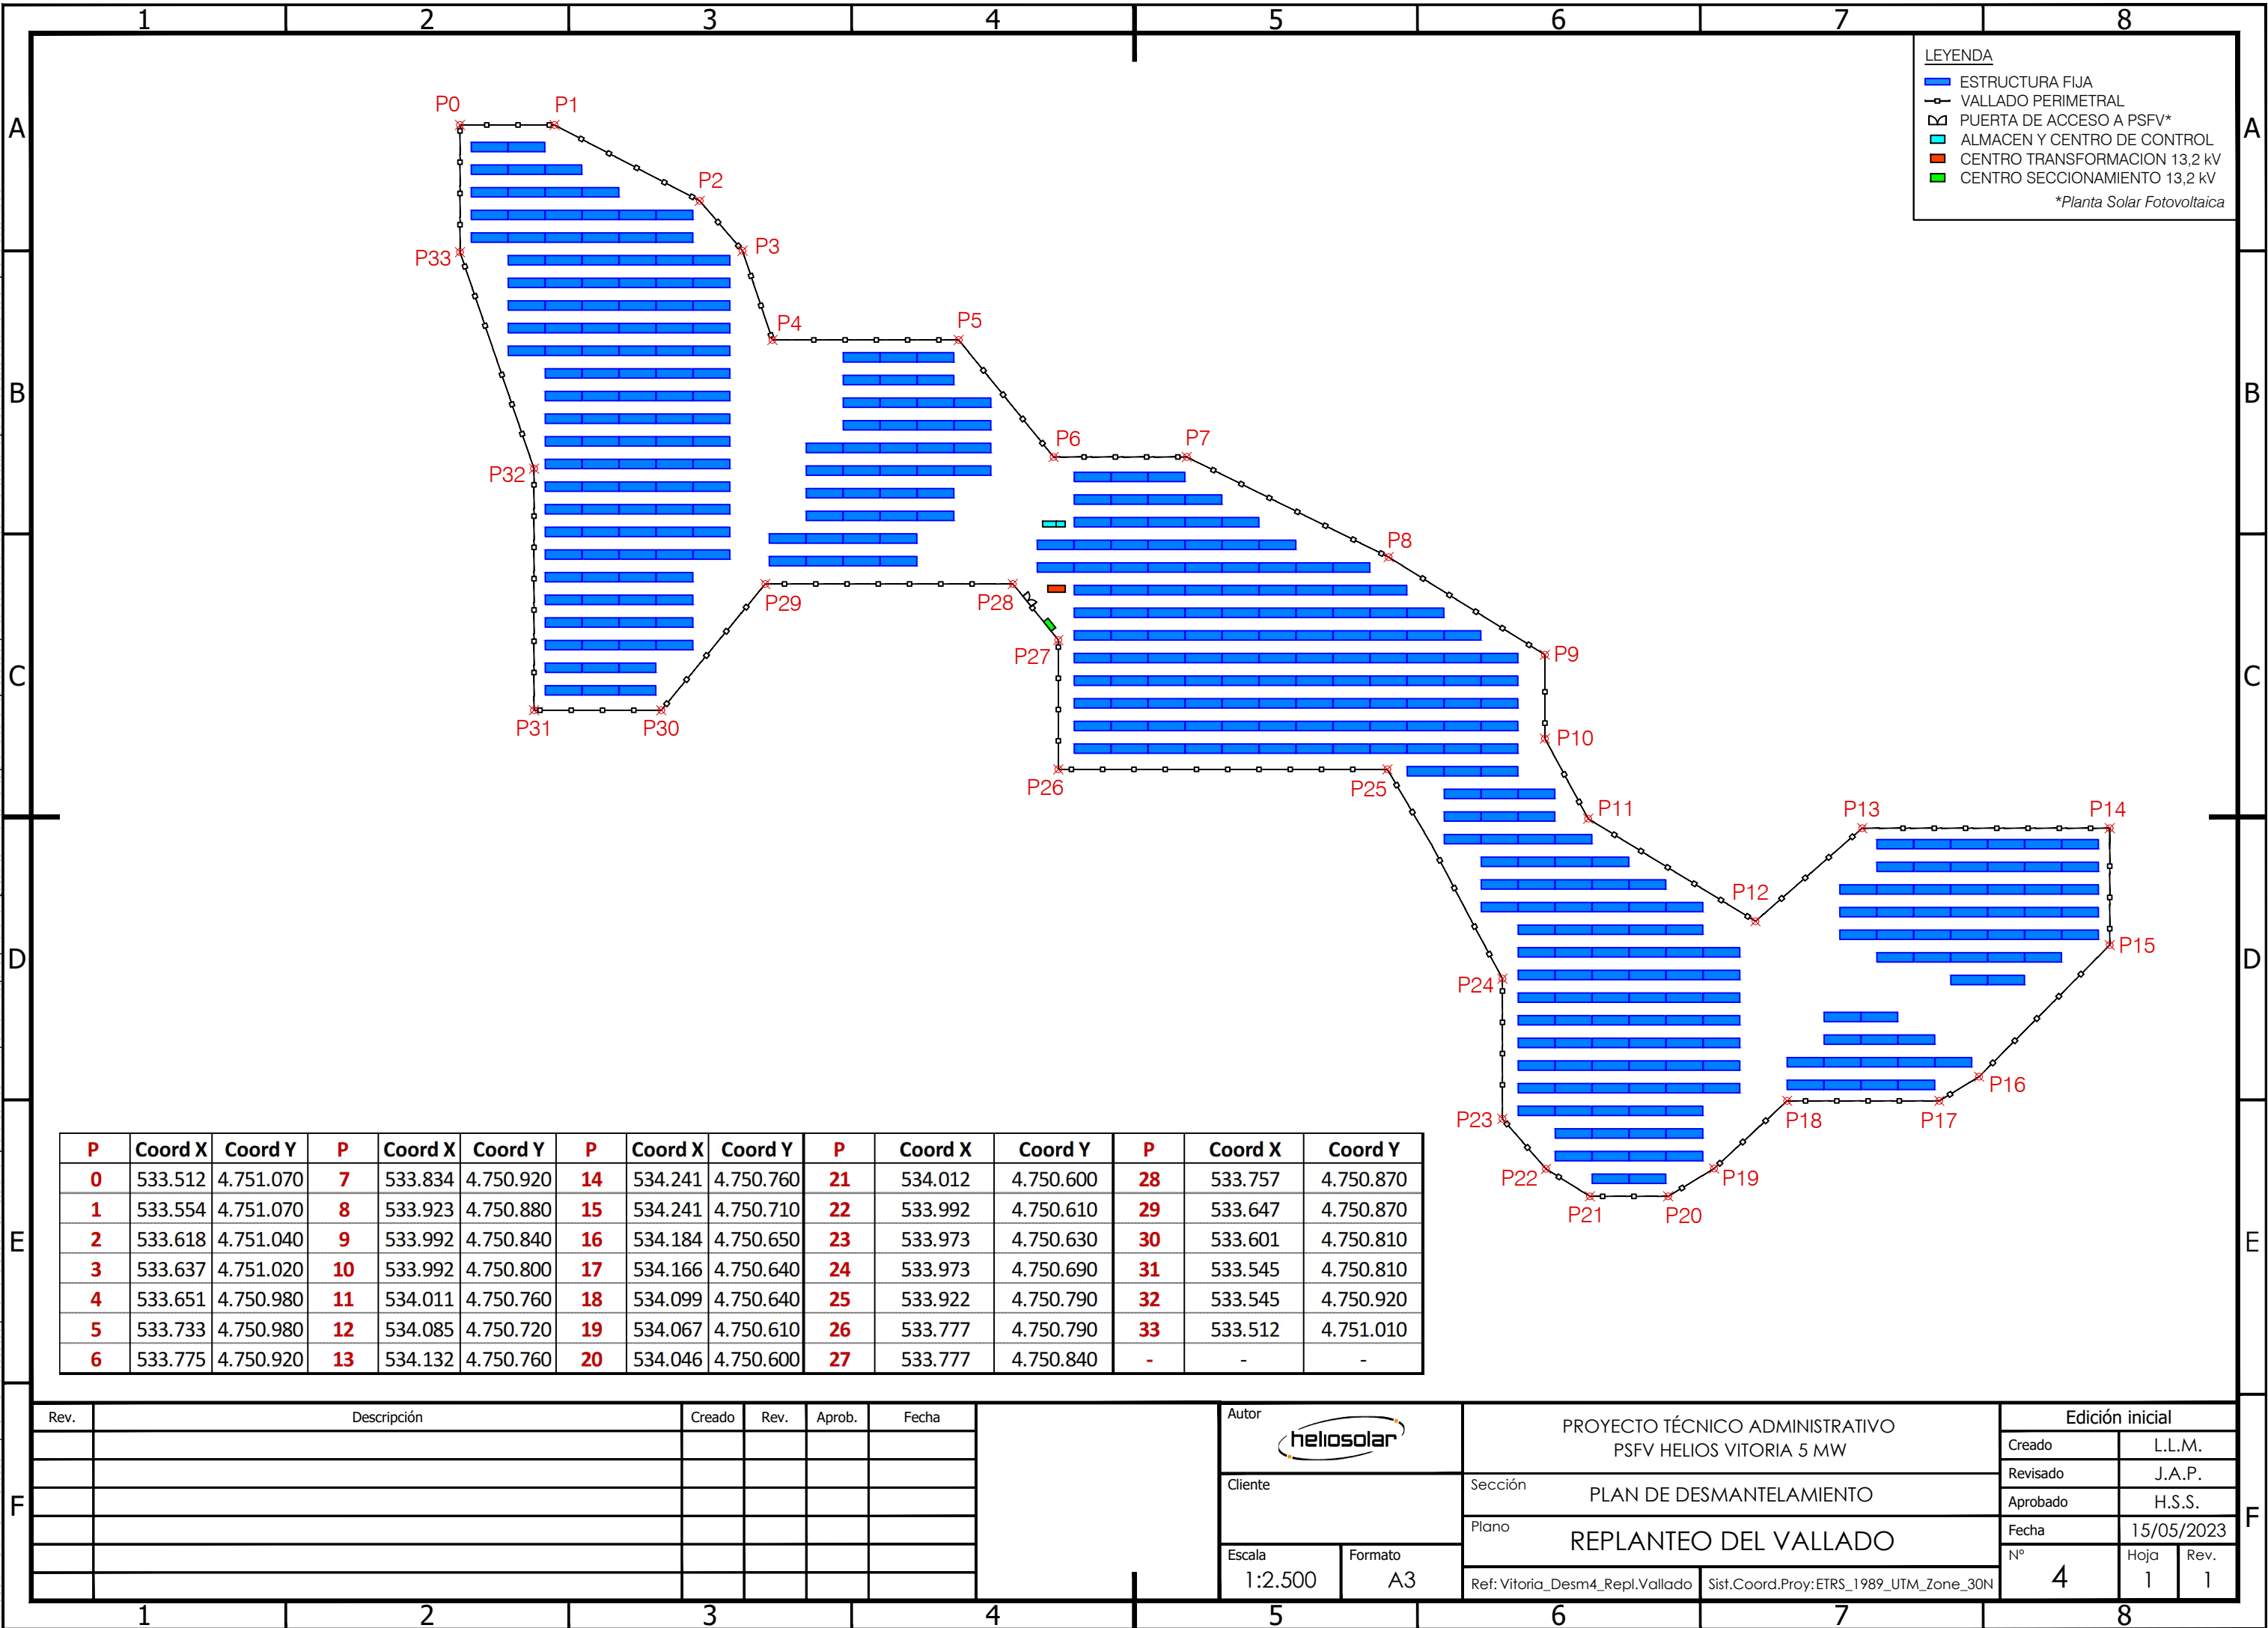 1 2 3 4 5 6 7 8
A A
B B
C C
D D
E E
F F
LEYENDA
ESTRUCTURA FIJA
VALLADO PERIMETRAL
PUERTA DE ACCESO A PSFV*
ALMACEN Y CENTRO DE CONTROL
CENTRO TRANSFORMACION 13,2 kV
CENTRO SECCIONAMIENTO 13,2 kV
*Planta Solar Fotovoltaica
P0 P1
P2
P3
P33
P4 P5
P6 P7
P32
P8
P29 P28
P27 P9
P31 P30
P10
P26 P25
P11 P13 P14
P12
P15
P24
P16
P23 P18 P17
P22 P19
P21 P20
P Coord X Coord Y P Coord X Coord Y P Coord X Coord Y P Coord X Coord Y P Coord X Coord Y
0 533.512 4.751.070 7 533.834 4.750.920 14 534.241 4.750.760 21 534.012 4.750.600 28 533.757 4.750.870
1 533.554 4.751.070 8 533.923 4.750.880 15 534.241 4.750.710 22 533.992 4.750.610 29 533.647 4.750.870
2 533.618 4.751.040 9 533.992 4.750.840 16 534.184 4.750.650 23 533.973 4.750.630 30 533.601 4.750.810
3 533.637 4.751.020 10 533.992 4.750.800 17 534.166 4.750.640 24 533.973 4.750.690 31 533.545 4.750.810
4 533.651 4.750.980 11 534.011 4.750.760 18 534.099 4.750.640 25 533.922 4.750.790 32 533.545 4.750.920
5 533.733 4.750.980 12 534.085 4.750.720 19 534.067 4.750.610 26 533.777 4.750.790 33 533.512 4.751.010
6 533.775 4.750.920 13 534.132 4.750.760 20 534.046 4.750.600 27 533.777 4.750.840 - - -
Rev. Descripción Creado Rev. Aprob. Fecha
Autor
heliosolar
Cliente
Escala
1:2.500
Formato
A3
PROYECTO TÉCNICO ADMINISTRATIVO
PSFV HELIOS VITORIA 5 MW
Sección
PLAN DE DESMANTELAMIENTO
Plano
REPLANTEO DEL VALLADO
Ref: Vitoria_Desm4_Repl.Vallado Sist.Coord.Proy: ETRS_1989_UTM_Zone_30N
Edición inicial
Creado L.L.M.
Revisado J.A.P.
Aprobado H.S.S.
Fecha 15/05/2023
Nº Hoja Rev.
4 1 1
1 2 3 4 5 6 7 8